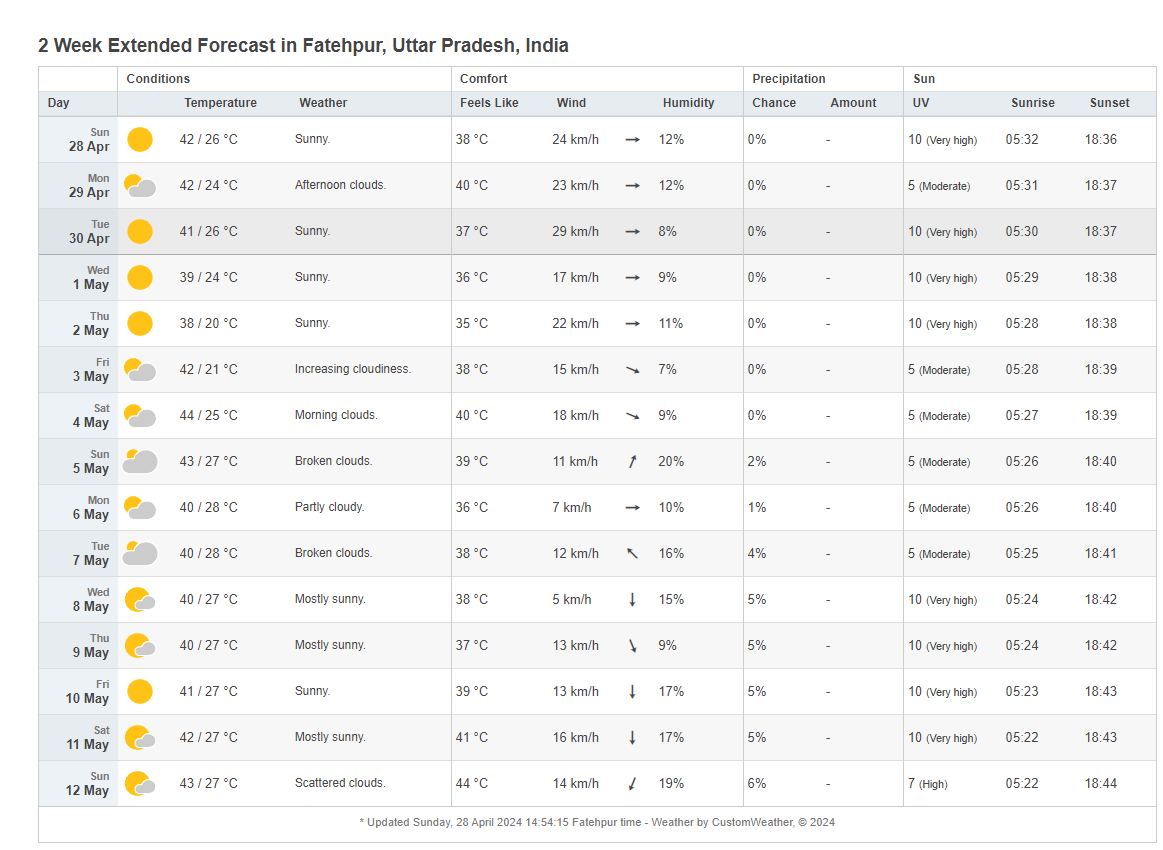 2 Week Extended Forecast in Fatehpur, Uttar Pradesh, India
Conditions Comfort Precipitation Sun
Day Temperature Weather Feels Like Wind Humidity Chance Amount UV Sunrise Sunset
Sun
28 Apr 42 / 26 °C Sunny. 38 °C 24 km/h → 12% 0% - 10 (Very high) 05:32 18:36
Mon
29 Apr 42 / 24 °C Afternoon clouds. 40 °C 23 km/h → 12% 0% - 5 (Moderate) 05:31 18:37
Tue
30 Apr 41 / 26 °C Sunny. 37 °C 29 km/h → 8% 0% - 10 (Very high) 05:30 18:37
Wed
1 May 39 / 24 °C Sunny. 36 °C 17 km/h → 9% 0% - 10 (Very high) 05:29 18:38
Thu
2 May 38 / 20 °C Sunny. 35 °C 22 km/h → 11% 0% - 10 (Very high) 05:28 18:38
Fri
3 May 42 / 21 °C Increasing cloudiness. 38 °C 15 km/h ↘ 7% 0% - 5 (Moderate) 05:28 18:39
Sat
4 May 44 / 25 °C Morning clouds. 40 °C 18 km/h ↘ 9% 0% - 5 (Moderate) 05:27 18:39
Sun
5 May 43 / 27 °C Broken clouds. 39 °C 11 km/h ↗ 20% 2% - 5 (Moderate) 05:26 18:40
Mon
6 May 40 / 28 °C Partly cloudy. 36 °C 7 km/h → 10% 1% - 5 (Moderate) 05:26 18:40
Tue
7 May 40 / 28 °C Broken clouds. 38 °C 12 km/h ↖ 16% 4% - 5 (Moderate) 05:25 18:41
Wed
8 May 40 / 27 °C Mostly sunny. 38 °C 5 km/h ↓ 15% 5% - 10 (Very high) 05:24 18:42
Thu
9 May 40 / 27 °C Mostly sunny. 37 °C 13 km/h ↘ 9% 5% - 10 (Very high) 05:24 18:42
Fri
10 May 41 / 27 °C Sunny. 39 °C 13 km/h ↓ 17% 5% - 10 (Very high) 05:23 18:43
Sat
11 May 42 / 27 °C Mostly sunny. 41 °C 16 km/h ↓ 17% 5% - 10 (Very high) 05:22 18:43
Sun
12 May 43 / 27 °C Scattered clouds. 44 °C 14 km/h ↙ 19% 6% - 7 (High) 05:22 18:44
* Updated Sunday, 28 April 2024 14:54:15 Fatehpur time - Weather by CustomWeather, © 2024